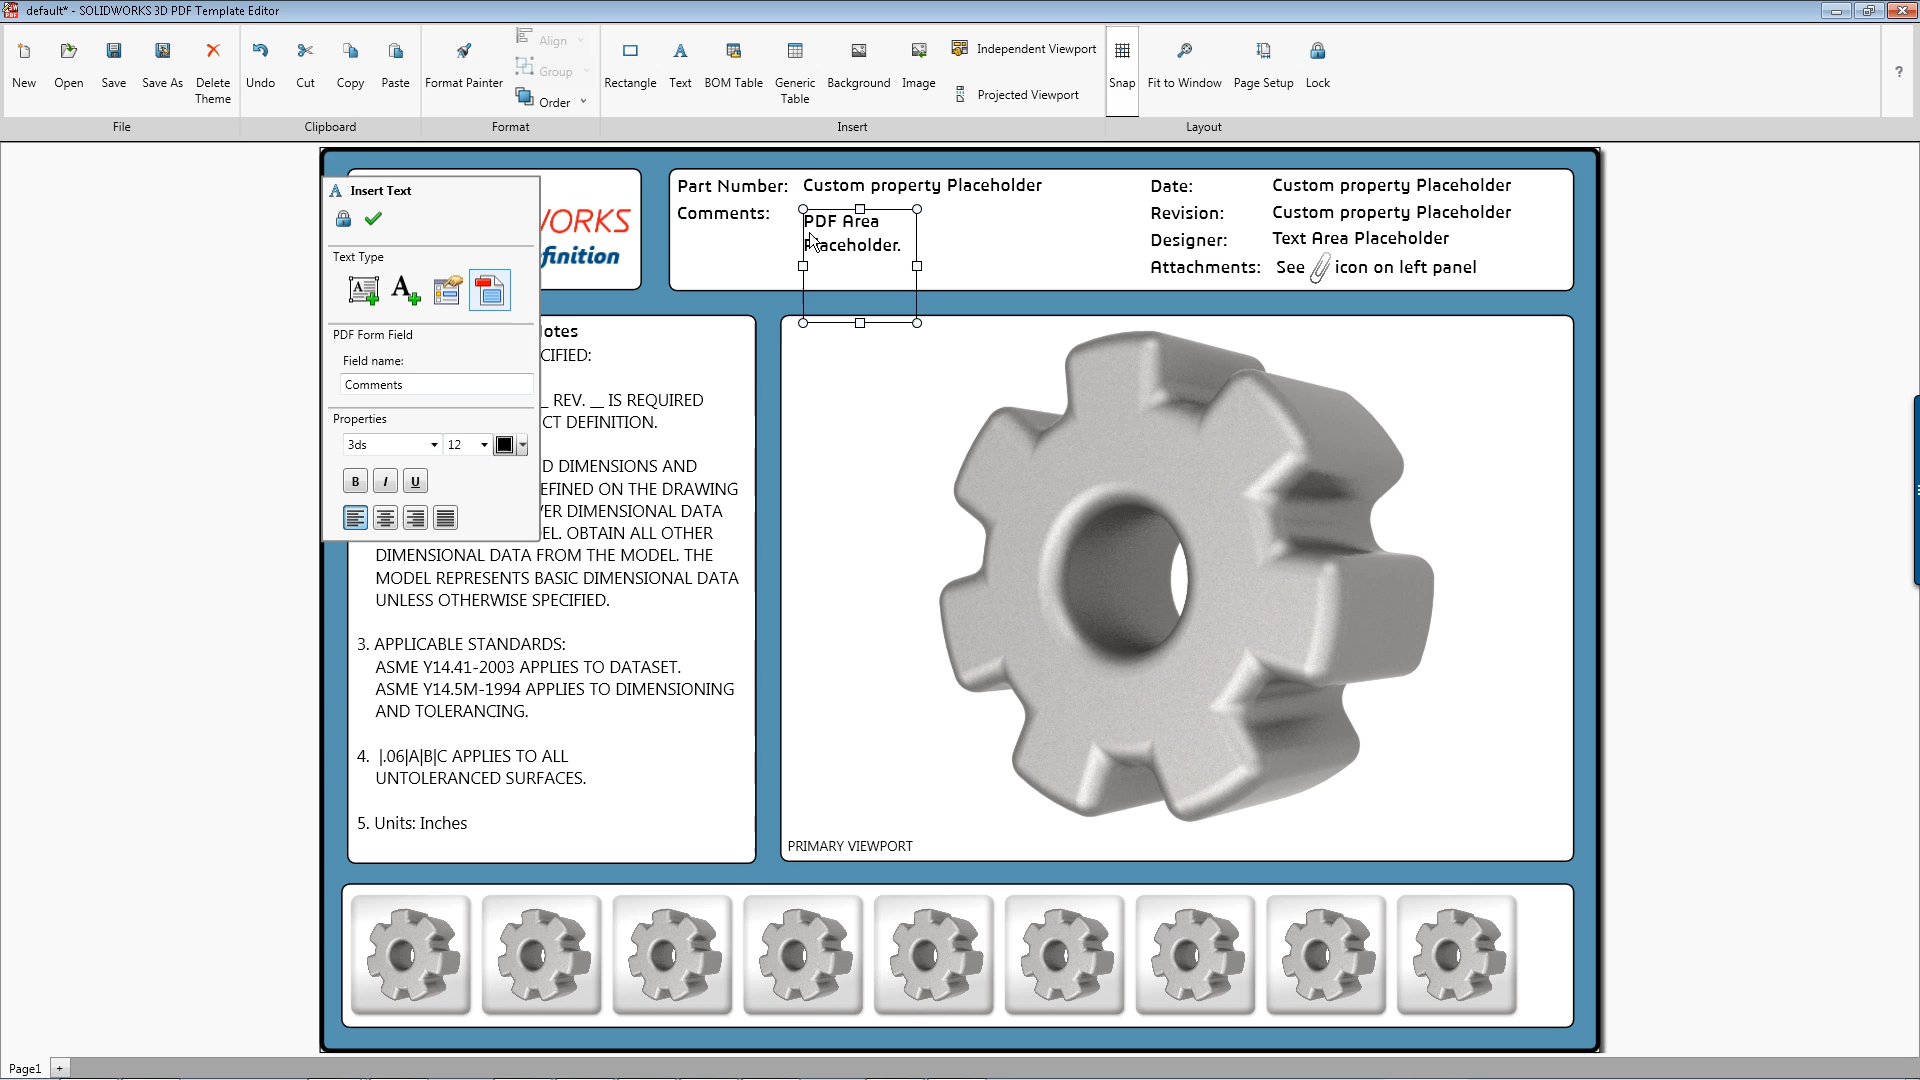 default* - SOLIDWORKS 3D PDF Template Editor
New
Open
Save
Save As
Delete Theme
Undo
Cut
Copy
Paste
Format Painter
Align
Group
Order
Rectangle
Text
BOM Table
Generic Table
Background
Image
Independent Viewport
Projected Viewport
Snap
Fit to Window
Page Setup
Lock
?
File
Clipboard
Format
Insert
Layout
Insert Text
Text Type
PDF Form Field
Field name:
Comments
Properties
3ds
12
B I U
WORKS
finition
Part Number: Custom property Placeholder
Comments:
PDF Area
Placeholder.
Date: Custom property Placeholder
Revision: Custom property Placeholder
Designer: Text Area Placeholder
Attachments: See icon on left panel
otes
CIFIED:
_ REV. __ IS REQUIRED
CT DEFINITION.
D DIMENSIONS AND
EFINED ON THE DRAWING
VER DIMENSIONAL DATA
EL. OBTAIN ALL OTHER
DIMENSIONAL DATA FROM THE MODEL. THE
MODEL REPRESENTS BASIC DIMENSIONAL DATA
UNLESS OTHERWISE SPECIFIED.
3. APPLICABLE STANDARDS:
ASME Y14.41-2003 APPLIES TO DATASET.
ASME Y14.5M-1994 APPLIES TO DIMENSIONING
AND TOLERANCING.
4. |.06|A|B|C APPLIES TO ALL
UNTOLERANCED SURFACES.
5. Units: Inches
PRIMARY VIEWPORT
Page1
+